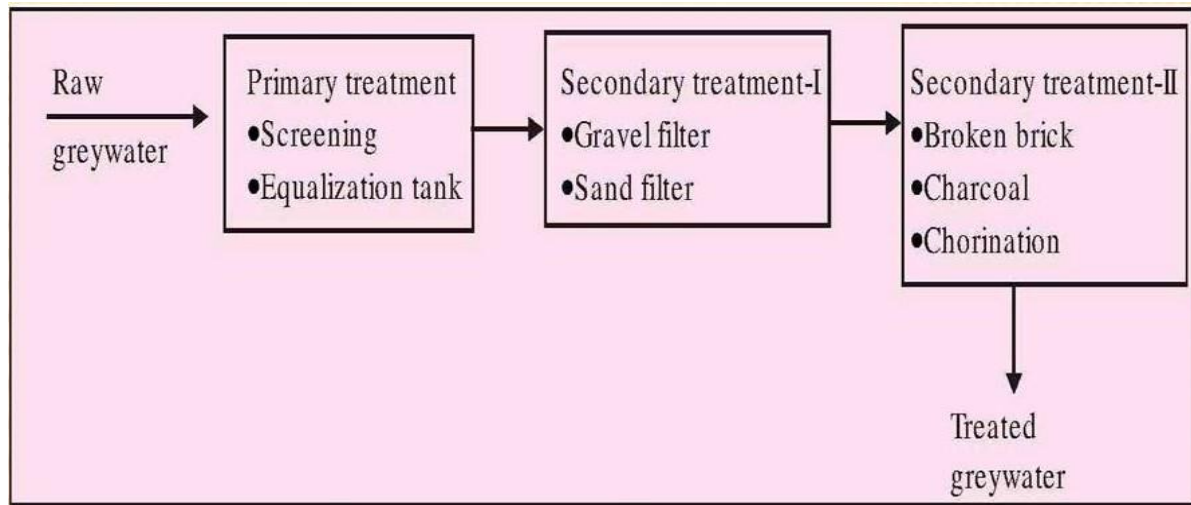 Raw
greywater
Primary treatment
●Screening
●Equalization tank
Secondary treatment-I
●Gravel filter
●Sand filter
Secondary treatment-II
●Broken brick
●Charcoal
●Chorination
Treated
greywater